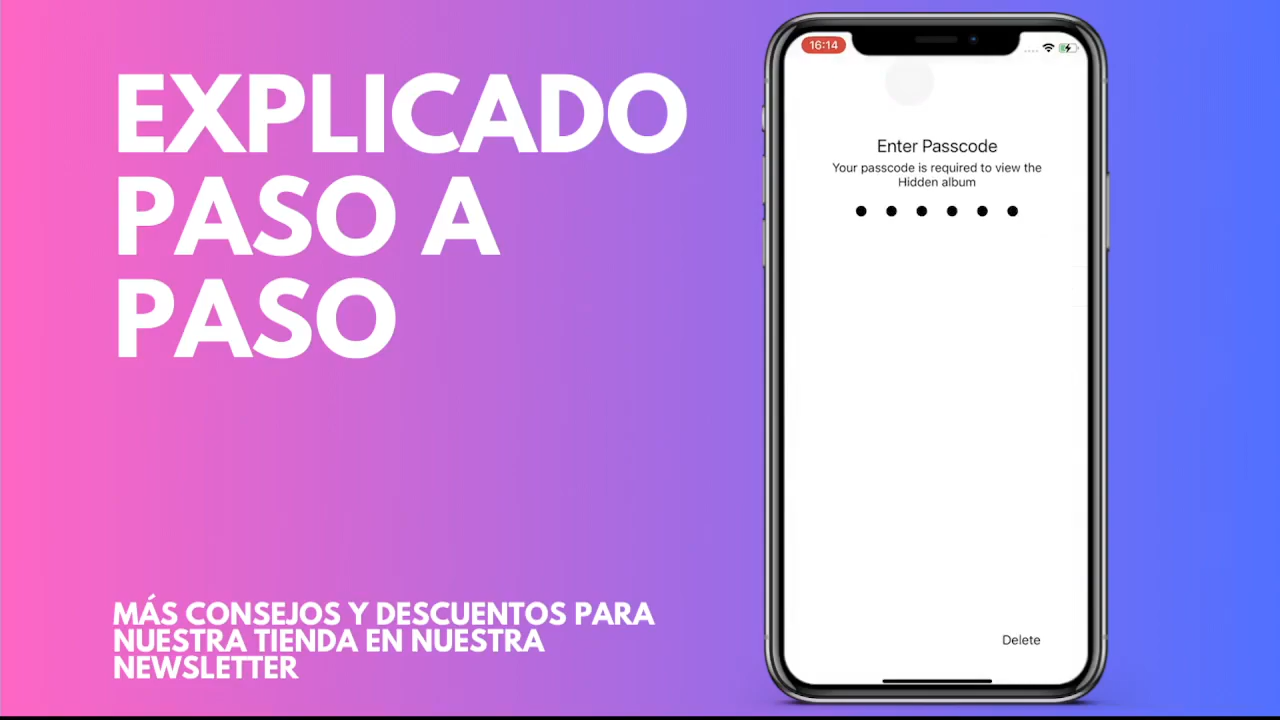 EXPLICADO
PASO A
PASO
MÁS CONSEJOS Y DESCUENTOS PARA
NUESTRA TIENDA EN NUESTRA
NEWSLETTER
16:14
Enter Passcode
Your passcode is required to view the
Hidden album
Delete